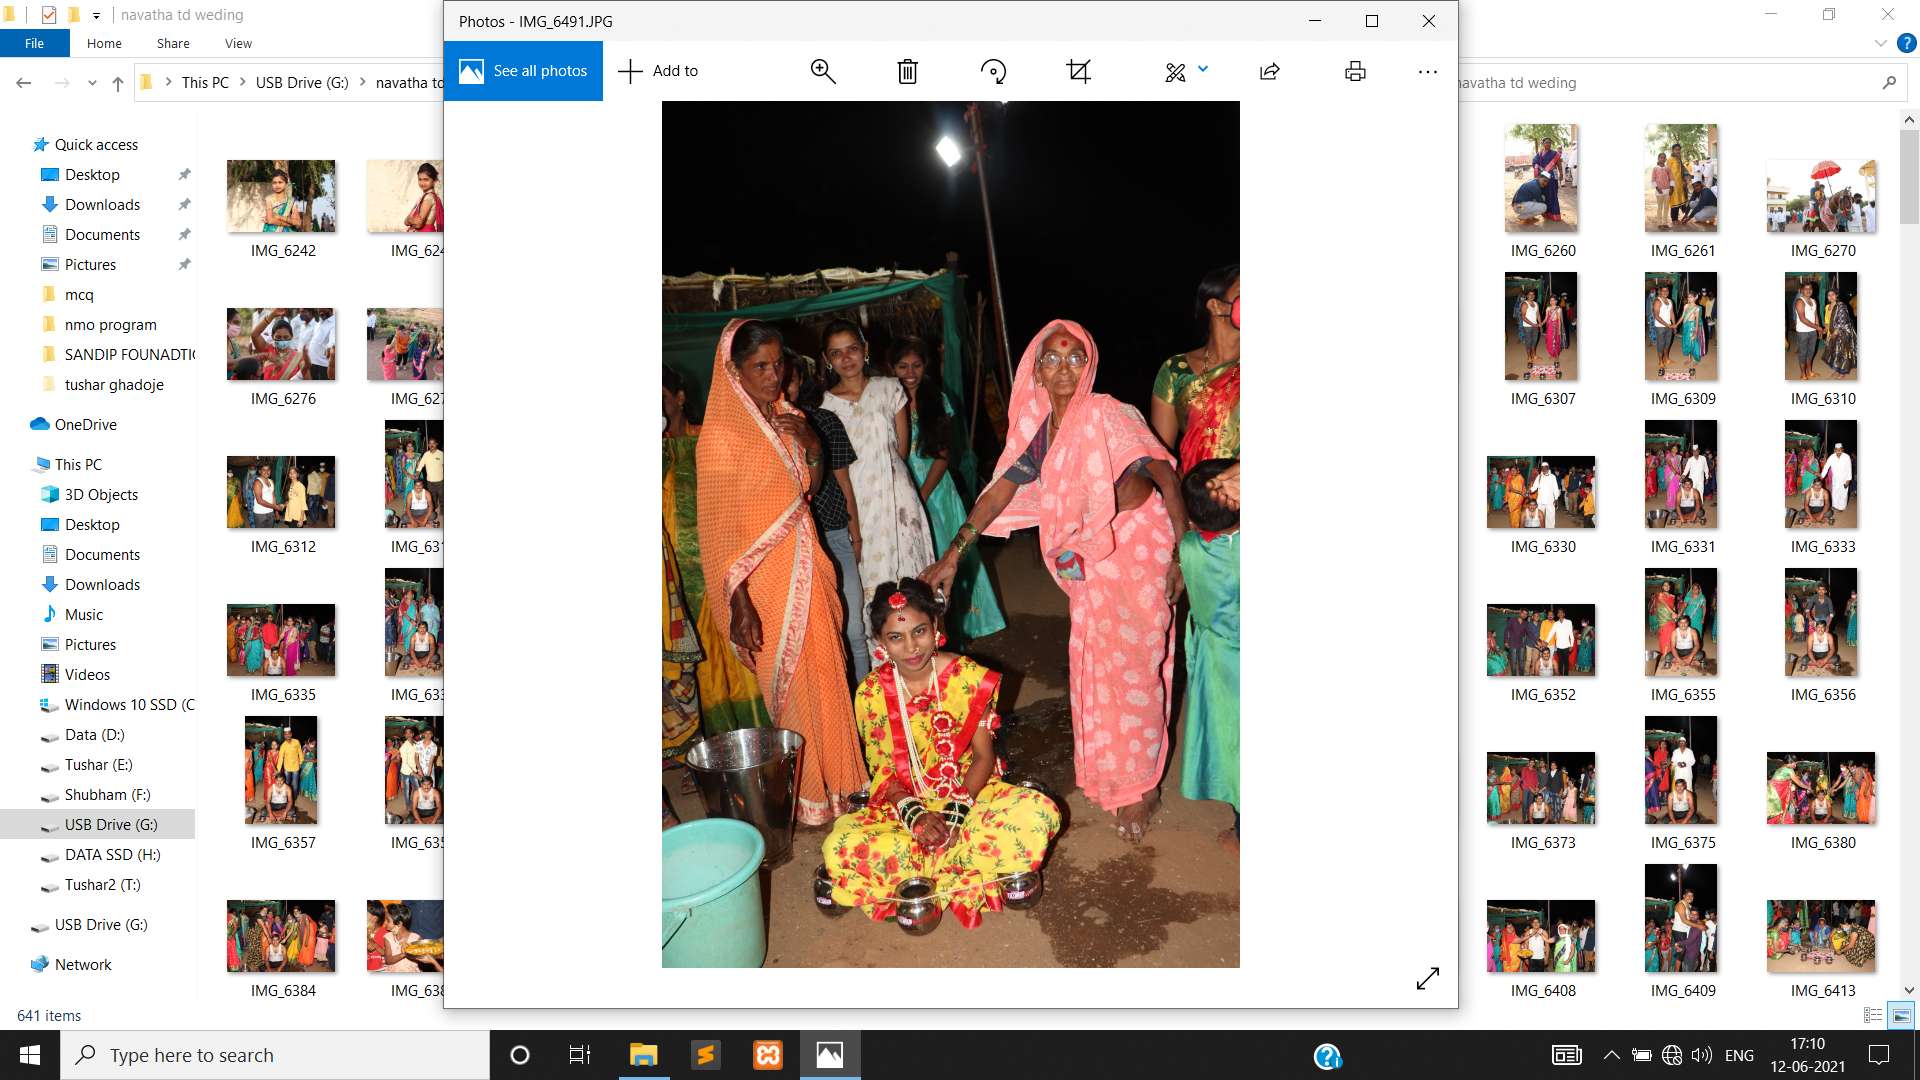 navatha td weding
File
Home
Share
View
This PC
USB Drive (G:)
navatha td
Quick access
Desktop
Downloads
Documents
Pictures
mcq
nmo program
SANDIP FOUNADTI
tushar ghadoje
OneDrive
This PC
3D Objects
Desktop
Documents
Downloads
Music
Pictures
Videos
Windows 10 SSD (C
Data (D:)
Tushar (E:)
Shubham (F:)
USB Drive (G:)
DATA SSD (H:)
Tushar2 (T:)
USB Drive (G:)
Network
641 items
Photos - IMG_6491.JPG
See all photos
Add to
navatha td weding
IMG_6242
IMG_624
IMG_6260
IMG_6261
IMG_6270
IMG_6276
IMG_627
IMG_6307
IMG_6309
IMG_6310
IMG_6312
IMG_631
IMG_6330
IMG_6331
IMG_6333
IMG_6335
IMG_633
IMG_6352
IMG_6355
IMG_6356
IMG_6357
IMG_635
IMG_6373
IMG_6375
IMG_6380
IMG_6384
IMG_638
IMG_6408
IMG_6409
IMG_6413
Type here to search
ENG
17:10
12-06-2021